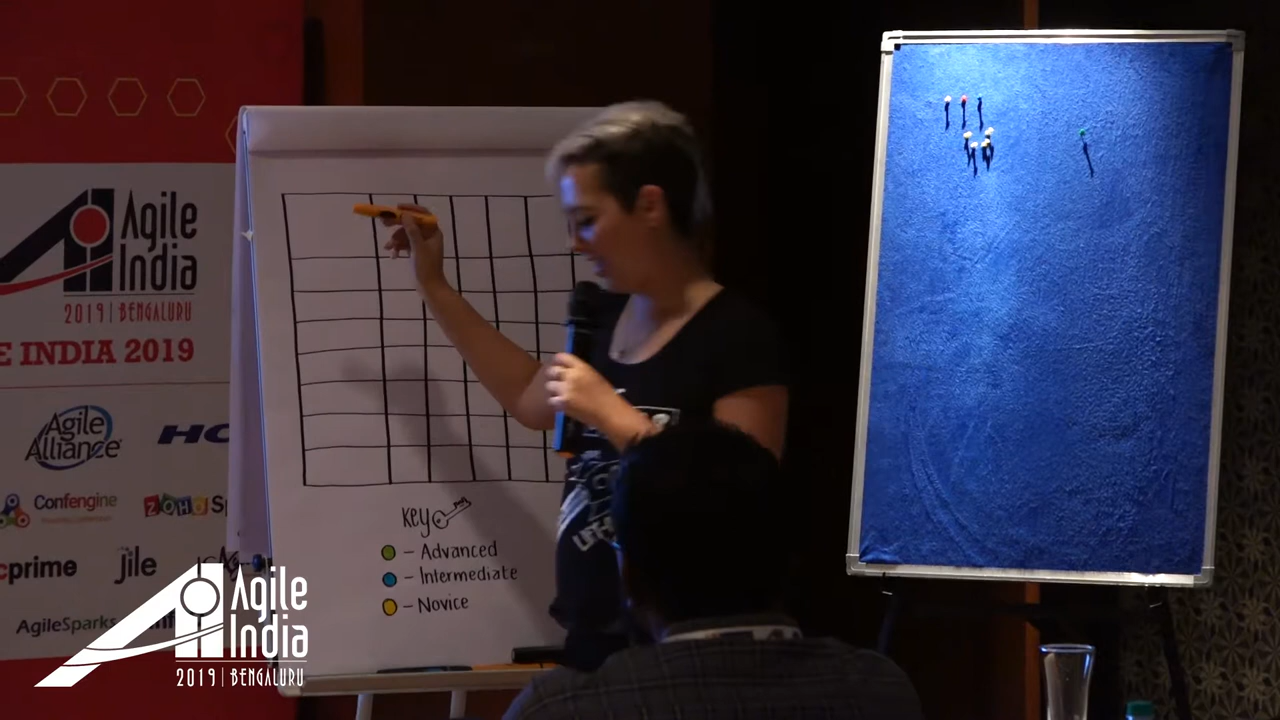 Agile
India
2019 | BENGALURU
E INDIA 2019
Agile
Alliance
HC
Confengine
ZOHO Sp
cprime
jile
AgileSparks
Key
- Advanced
- Intermediate
- Novice
Agile
India
2019 | BENGALURU